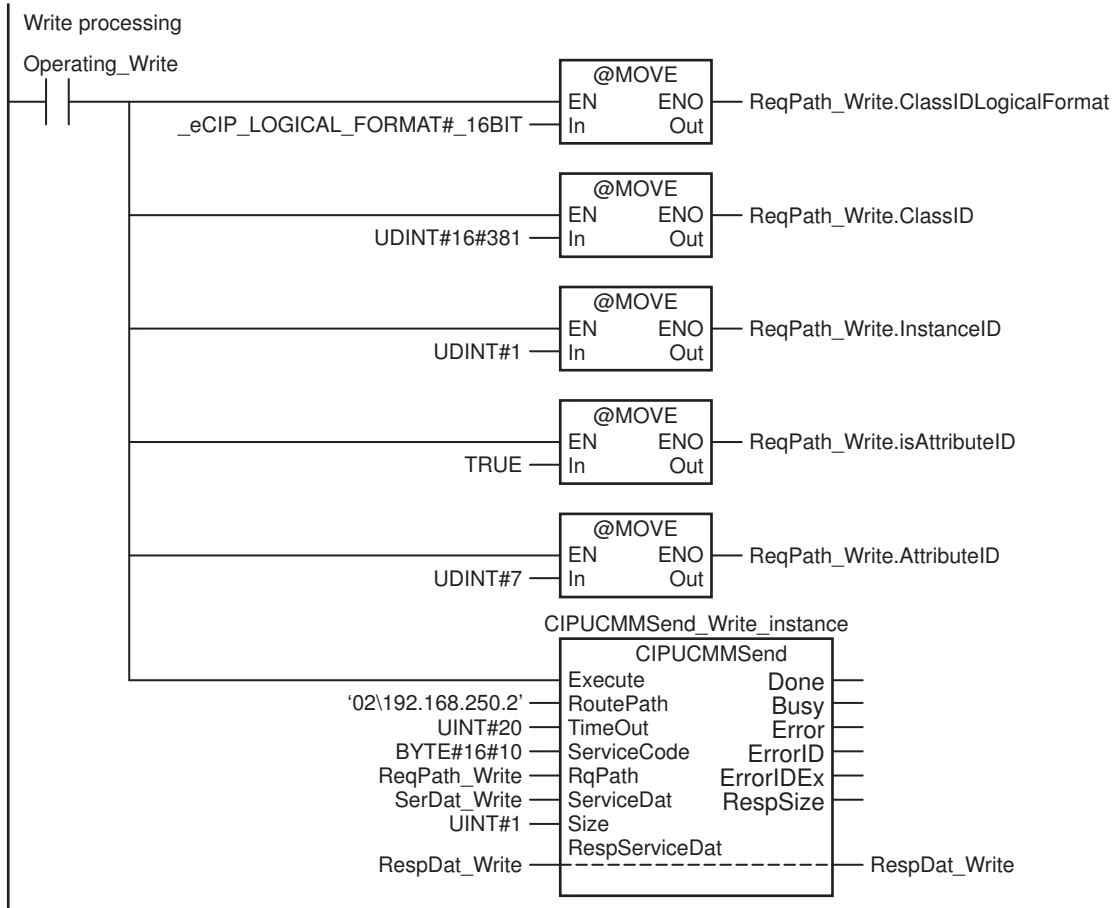 Write processing
Operating_Write
@MOVE
EN ENO ReqPath_Write.ClassIDLogicalFormat
_eCIP_LOGICAL_FORMAT#_16BIT In Out
@MOVE
EN ENO ReqPath_Write.ClassID
UDINT#16#381 In Out
@MOVE
EN ENO ReqPath_Write.InstanceID
UDINT#1 In Out
@MOVE
EN ENO ReqPath_Write.isAttributeID
TRUE In Out
@MOVE
EN ENO ReqPath_Write.AttributeID
UDINT#7 In Out
CIPUCMMSend_Write_instance
CIPUCMMSend
Execute Done
‘02\192.168.250.2’ RoutePath Busy
UINT#20 TimeOut Error
BYTE#16#10 ServiceCode ErrorID
ReqPath_Write RqPath ErrorIDEx
SerDat_Write ServiceDat RespSize
UINT#1 Size
RespServiceDat
RespDat_Write RespDat_Write